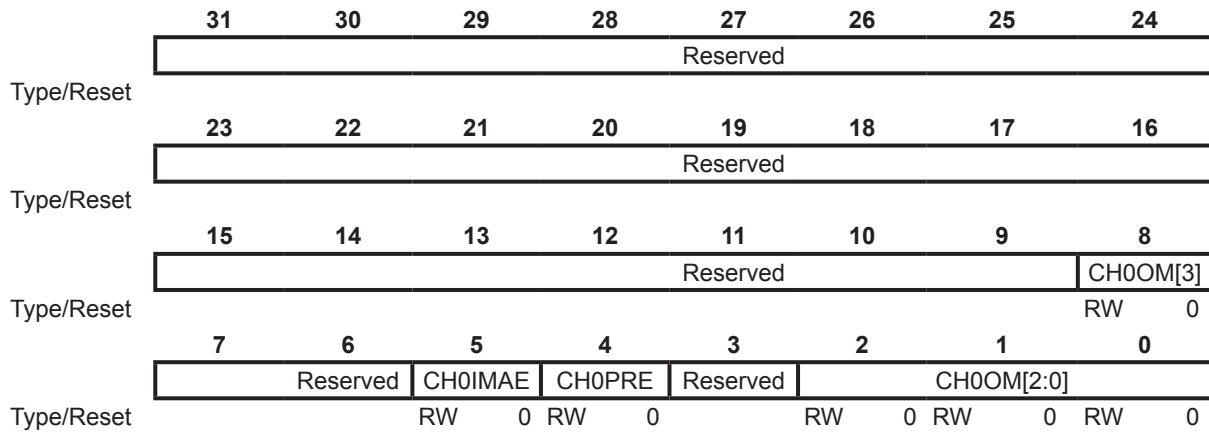 31 30 29 28 27 26 25 24
Reserved
Type/Reset
23 22 21 20 19 18 17 16
Reserved
Type/Reset
15 14 13 12 11 10 9 8
Reserved CH0OM[3]
Type/Reset RW 0
7 6 5 4 3 2 1 0
Reserved CH0IMAE CH0PRE Reserved CH0OM[2:0]
Type/Reset RW 0 RW 0 RW 0 RW 0 RW 0